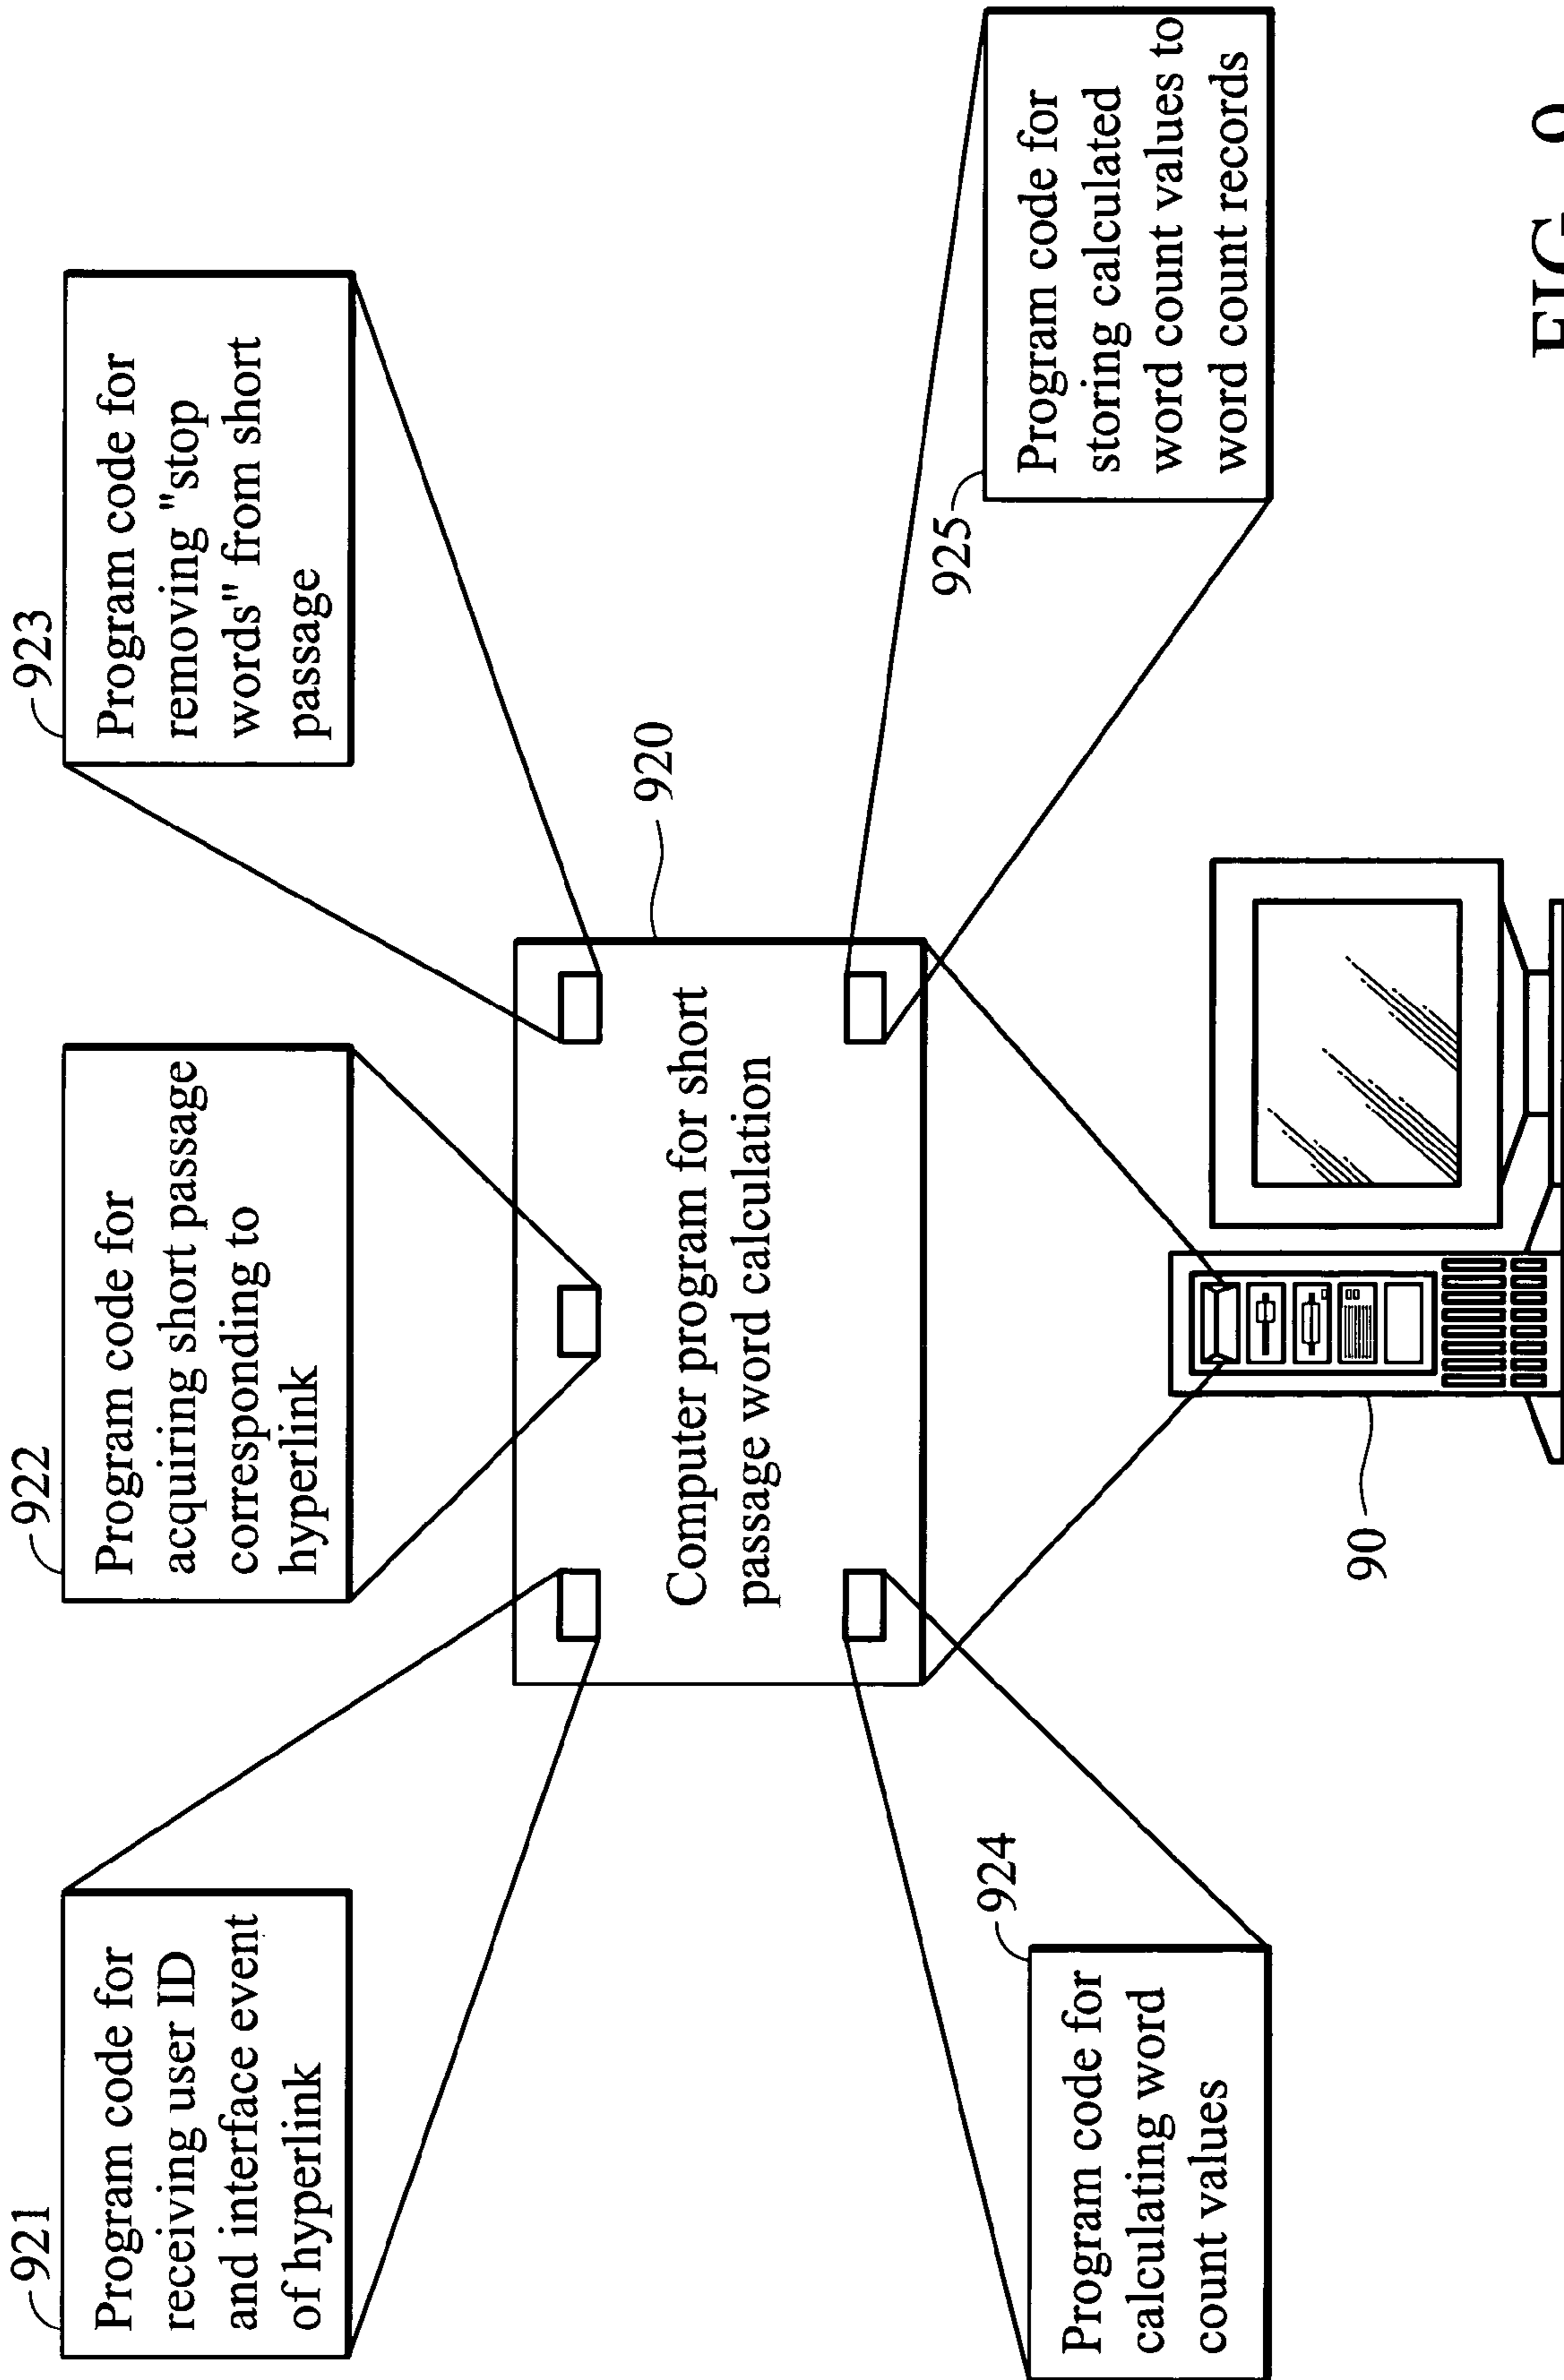 921
Program code for
receiving user ID
and interface event
of hyperlink
922
Program code for
acquiring short passage
corresponding to
hyperlink
923
Program code for
removing "stop
words" from short
passage
920
Computer program for short
passage word calculation
924
Program code for
calculating word
count values
925
Program code for
storing calculated
word count values to
word count records
90
FIG.